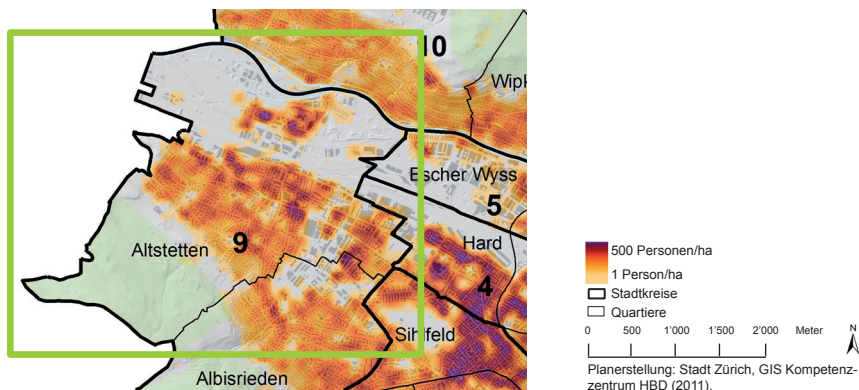 10
Wipk
Escher Wyss
5
Hard
Altstetten
9
4
Sihlfeld
Albisrieden
500 Personen/ha
1 Person/ha
Stadtkreise
Quartiere
0 500 1'000 1'500 2'000 Meter
N
Planerstellung: Stadt Zürich, GIS Kompetenz-
zentrum HBD (2011).